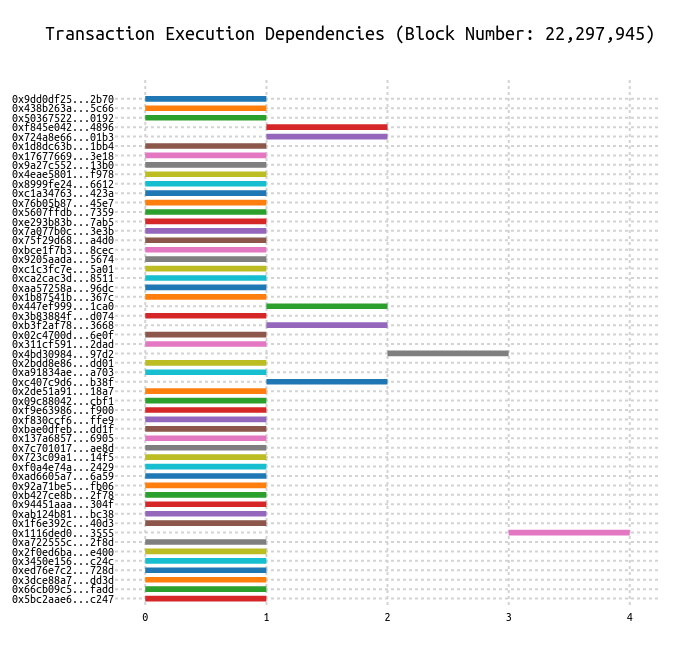 Transaction Execution Dependencies (Block Number: 22,297,945)
0x9dd0df25...2b70
0x438b263a...5c66
0x50367522...0192
0xf845e042...4896
0x724a8e66...01b3
0x1d8dc63b...1bb4
0x17677669...3e18
0x9a27c552...13b0
0x4eae5801...f978
0x8999fe24...6612
0xc1a34763...423a
0x76b05b87...45e7
0x5607ffdb...7359
0xe293b83b...7ab5
0x7a077b0c...3e3b
0x75f29d68...a4d0
0xbce1f7b3...8cec
0x9205aada...5674
0xc1c3fc7e...5a01
0xca2cac3d...8511
0xaa57258a...96dc
0x1b87541b...367c
0x447ef999...1ca0
0x3b83884f...d074
0xb3f2af78...3668
0x02c4700d...6e0f
0x311cf591...2dad
0x4bd30984...97d2
0x2bdd8e86...dd01
0xa91834ae...a703
0xc407c9d6...b38f
0x2de51a91...18a7
0x09c88042...cbf1
0xf9e63986...f900
0xf830ccf6...ffe9
0xbae0dfeb...dd1f
0x137a6857...6905
0x7c701017...ae8d
0x723c09a1...14f5
0xf0a4e74a...2429
0xad6605a7...6a59
0x92a71be5...fb06
0xb427ce8b...2f78
0x94451aaa...304f
0xab124b81...bc38
0x1f6e392c...40d3
0x1116ded0...3555
0xa722555c...2f8d
0x2f0ed6ba...e400
0x3450e156...c24c
0xed76e7c2...728d
0x3dce88a7...dd3d
0x66cb09c5...fadd
0x5bc2aae6...c247
0 1 2 3 4